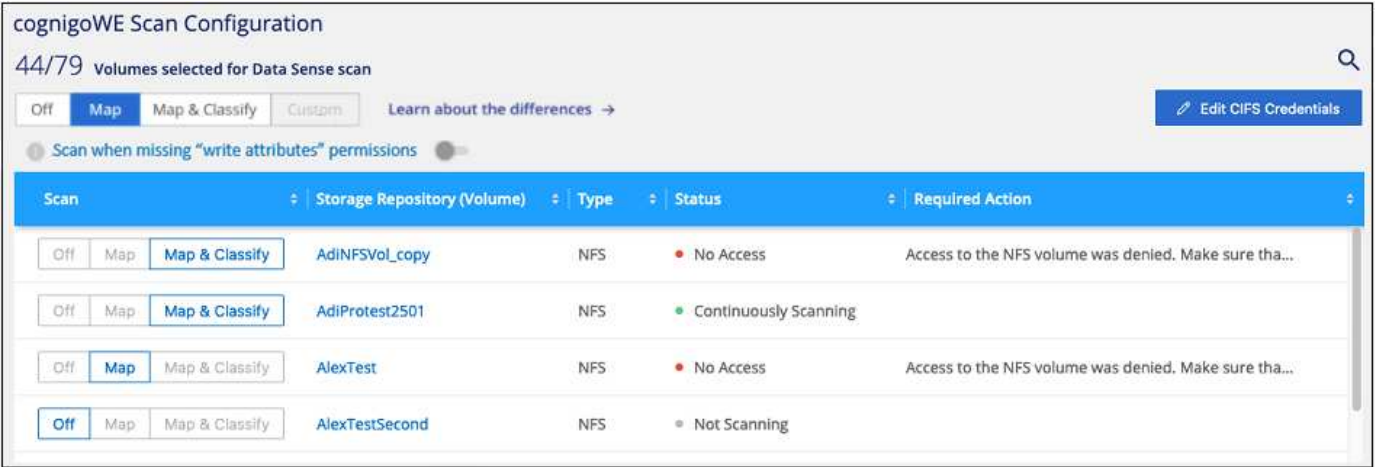 cognigoWE Scan Configuration
44/79 Volumes selected for Data Sense scan
Off Map Map & Classify Custom Learn about the differences → Edit CIFS Credentials
Scan when missing “write attributes” permissions
Scan Storage Repository (Volume) Type Status Required Action
Off Map Map & Classify AdiNFSVol_copy NFS No Access Access to the NFS volume was denied. Make sure tha...
Off Map Map & Classify AdiProtest2501 NFS Continuously Scanning
Off Map Map & Classify AlexTest NFS No Access Access to the NFS volume was denied. Make sure tha...
Off Map Map & Classify AlexTestSecond NFS Not Scanning